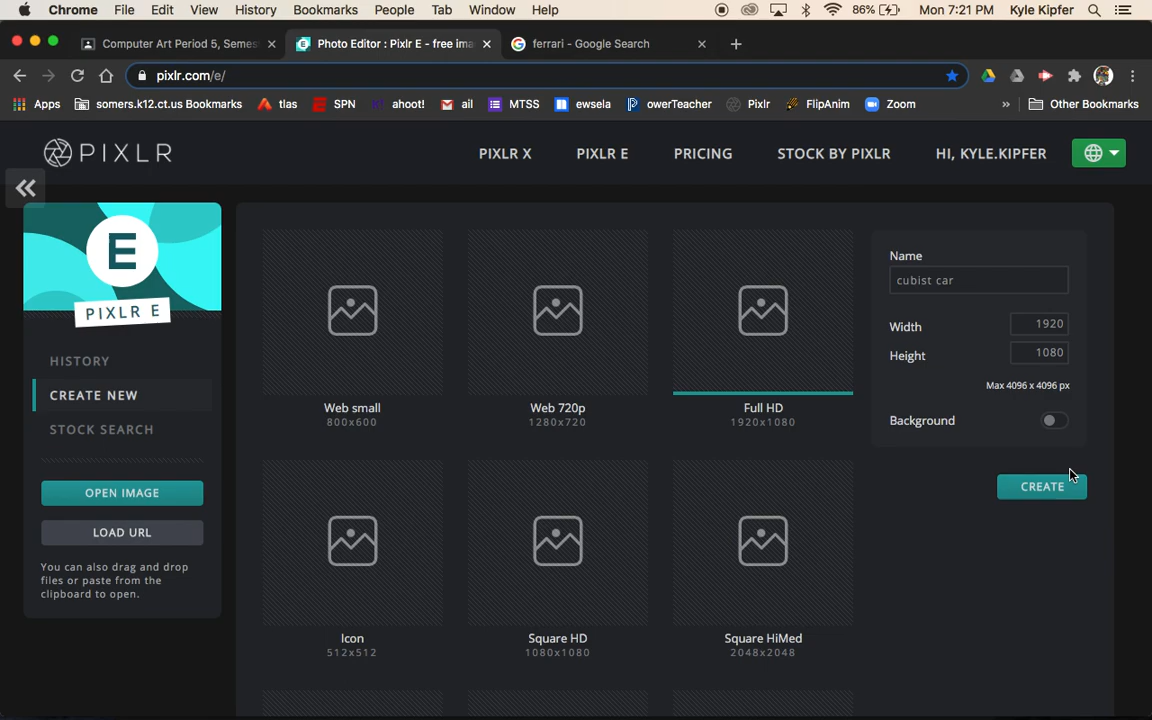 Chrome File Edit View History Bookmarks People Tab Window Help 86% Mon 7:21 PM Kyle Kipfer
Computer Art Period 5, Semes Photo Editor : Pixlr E - free ima ferrari - Google Search
pixlr.com/e/
Apps somers.k12.ct.us Bookmarks tlas SPN ahoot! ail MTSS ewsela owerTeacher Pixlr FlipAnim Zoom » Other Bookmarks
PIXLR PIXLR X PIXLR E PRICING STOCK BY PIXLR HI, KYLE.KIPFER
E
PIXLR E
HISTORY
CREATE NEW
STOCK SEARCH
OPEN IMAGE
LOAD URL
You can also drag and drop
files or paste from the
clipboard to open.
Web small
800x600
Web 720p
1280x720
Full HD
1920x1080
Icon
512x512
Square HD
1080x1080
Square HiMed
2048x2048
Name
cubist car
Width 1920
Height 1080
Max 4096 x 4096 px
Background
CREATE